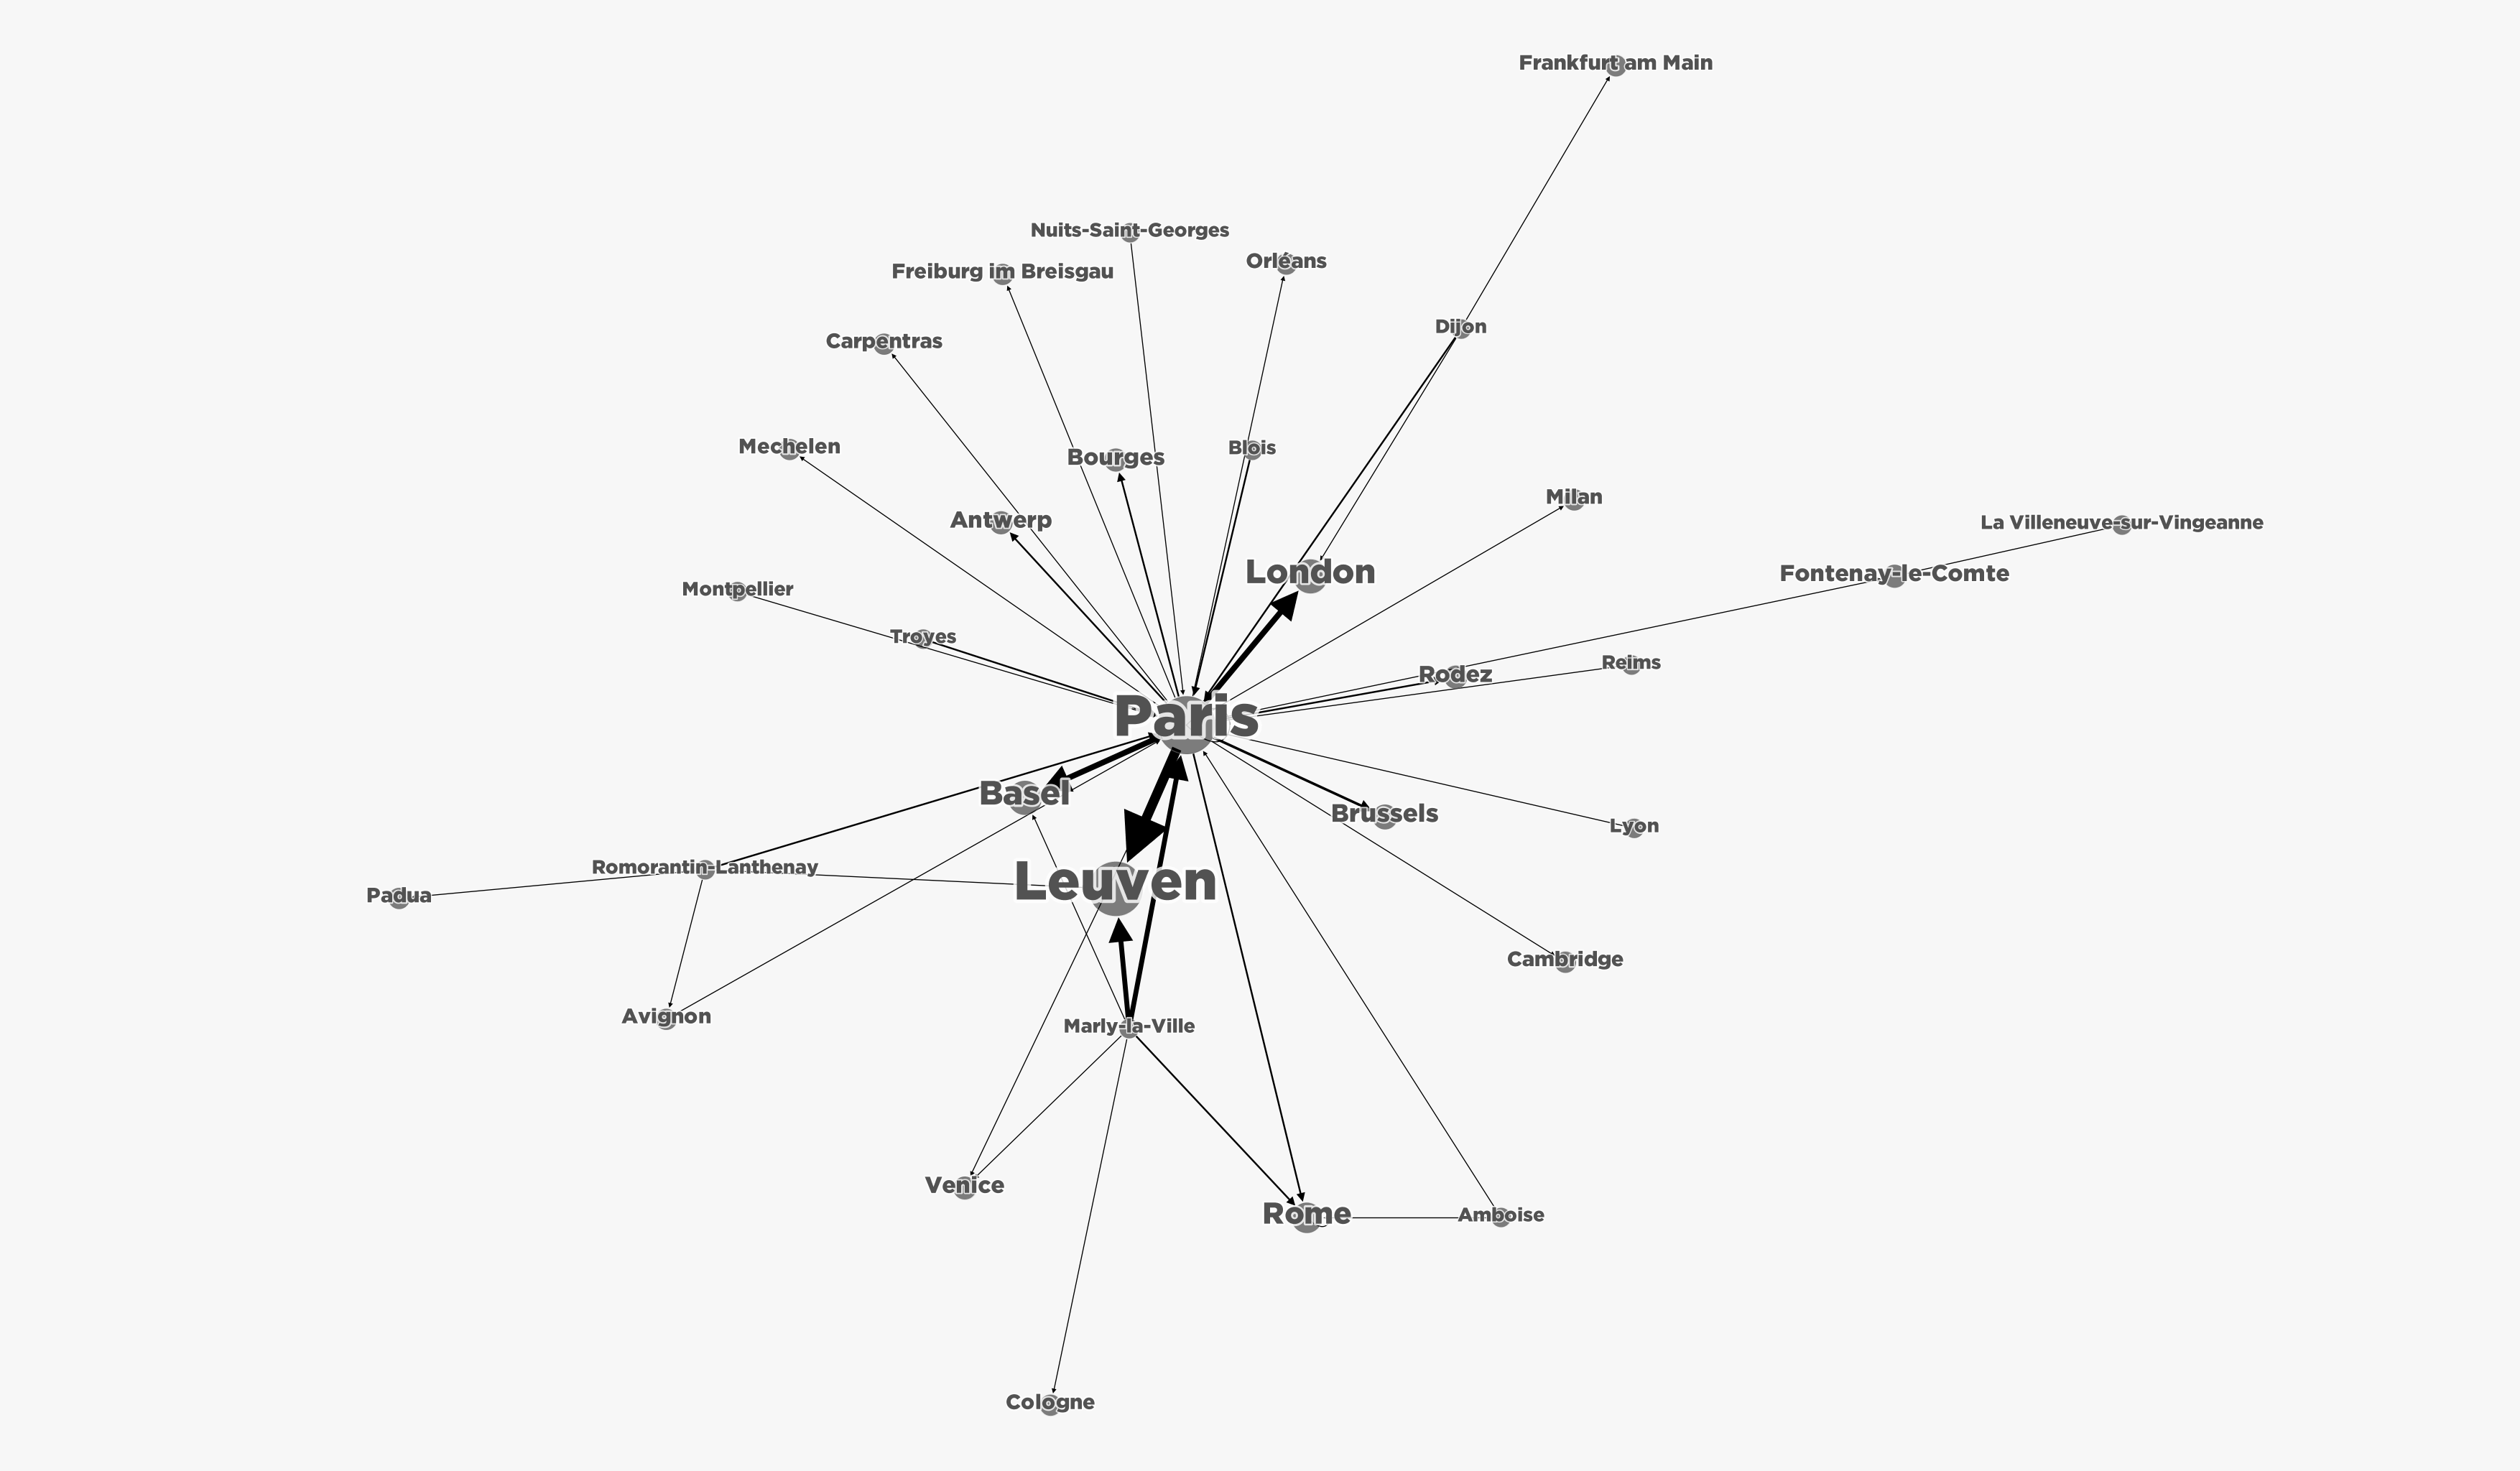 Frankfurt am Main
Nuits-Saint-Georges
Orléans
Freiburg im Breisgau
Dijon
Carpentras
Mechelen
Blois
Bourges
Milan
Antwerp
La Villeneuve-sur-Vingeanne
London
Fontenay-le-Comte
Montpellier
Troyes
Reims
Rodez
Paris
Basel
Brussels
Lyon
Romorantin-Lanthenay
Leuven
Padua
Cambridge
Avignon
Marly-la-Ville
Venice
Rome
Amboise
Cologne